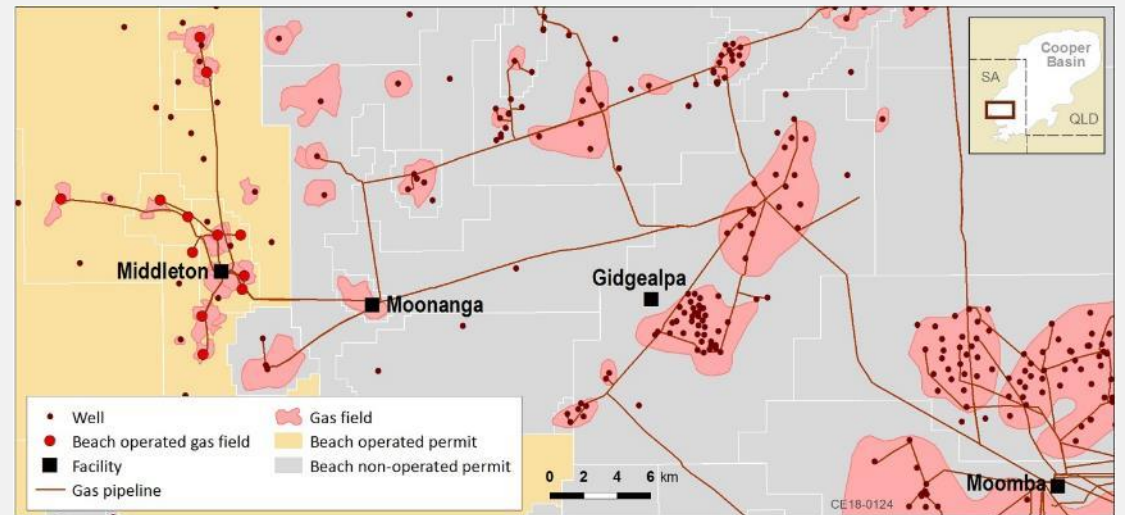 Cooper
Basin
SA
QLD
Gidgealpa
Middleton
Moonanga
Well
Gas field
Beach operated gas field
Beach operated permit
Facility
Beach non-operated permit
Gas pipeline
0 2 4 6 km
Moomba
CE18-0124